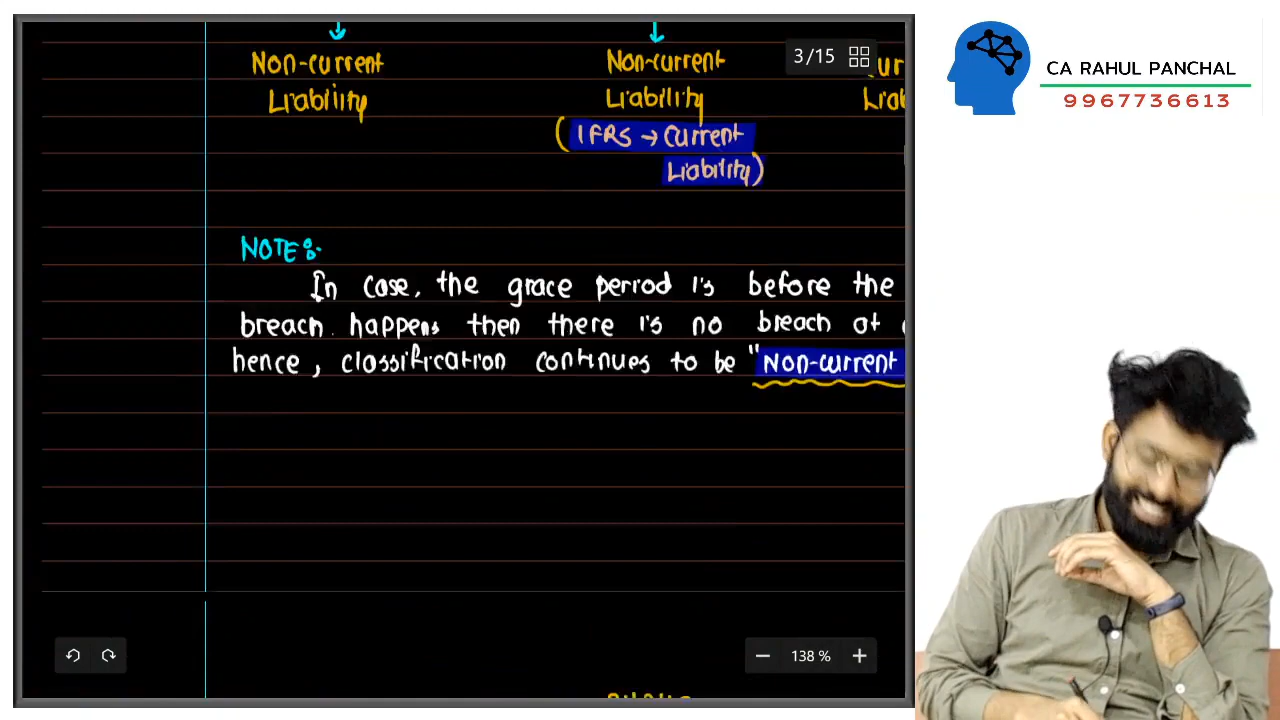 Non-current
Liability
Non-current
Liability
(IFRS → Current
Liability)
3/15
NOTE:-
In case, the grace period is before the
breach happens then there is no breach at
hence, classification continues to be "Non-current
138 %
CA RAHUL PANCHAL
9967736613